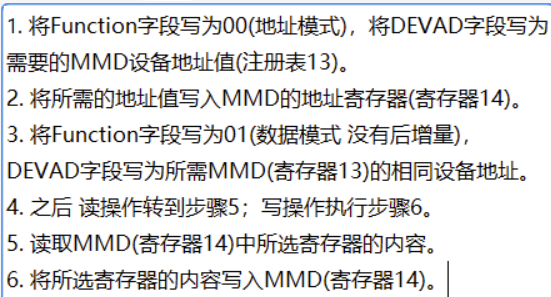 1. 将Function字段写为00(地址模式)，将DEVAD字段写为
需要的MMD设备地址值(注册表13)。
2. 将所需的地址值写入MMD的地址寄存器(寄存器14)。
3. 将Function字段写为01(数据模式 没有后增量)，
DEVAD字段写为所需MMD(寄存器13)的相同设备地址。
4. 之后 读操作转到步骤5；写操作执行步骤6。
5. 读取MMD(寄存器14)中所选寄存器的内容。
6. 将所选寄存器的内容写入MMD(寄存器14)。